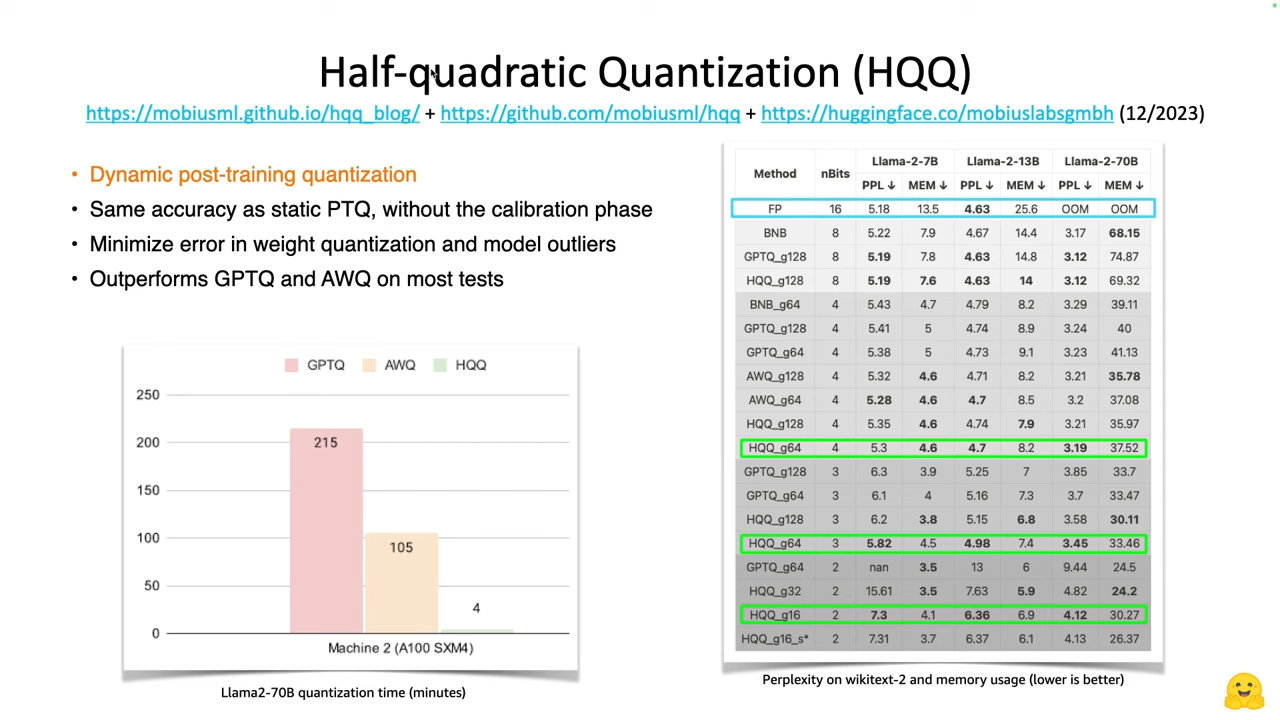 Half-quadratic Quantization (HQQ)
https://mobiusml.github.io/hqq_blog/ + https://github.com/mobiusml/hqq + https://huggingface.co/mobiuslabsgmbh (12/2023)
• Dynamic post-training quantization
• Same accuracy as static PTQ, without the calibration phase
• Minimize error in weight quantization and model outliers
• Outperforms GPTQ and AWQ on most tests
GPTQ AWQ HQQ
250
200
150
100
50
0
215
105
4
Machine 2 (A100 SXM4)
Llama2-70B quantization time (minutes)
Method nBits Llama-2-7B Llama-2-13B Llama-2-70B
PPL ↓ MEM ↓ PPL ↓ MEM ↓ PPL ↓ MEM ↓
FP 16 5.18 13.5 4.63 25.6 OOM OOM
BNB 8 5.22 7.9 4.67 14.4 3.17 68.15
GPTQ_g128 8 5.19 7.8 4.63 14.8 3.12 74.87
HQQ_g128 8 5.19 7.6 4.63 14 3.12 69.32
BNB_g64 4 5.43 4.7 4.79 8.2 3.29 39.11
GPTQ_g128 4 5.41 5 4.74 8.9 3.24 40
GPTQ_g64 4 5.38 5 4.73 9.1 3.23 41.13
AWQ_g128 4 5.32 4.6 4.71 8.2 3.21 35.78
AWQ_g64 4 5.28 4.6 4.7 8.5 3.2 37.08
HQQ_g128 4 5.35 4.6 4.74 7.9 3.21 35.97
HQQ_g64 4 5.3 4.6 4.7 8.2 3.19 37.52
GPTQ_g128 3 6.3 3.9 5.25 7 3.85 33.7
GPTQ_g64 3 6.1 4 5.16 7.3 3.7 33.47
HQQ_g128 3 6.2 3.8 5.15 6.8 3.58 30.11
HQQ_g64 3 5.82 4.5 4.98 7.4 3.45 33.46
GPTQ_g64 2 nan 3.5 13 6 9.44 24.5
HQQ_g32 2 15.61 3.5 7.63 5.9 4.82 24.2
HQQ_g16 2 7.3 4.1 6.36 6.9 4.12 30.27
HQQ_g16_s* 2 7.31 3.7 6.37 6.1 4.13 26.37
Perplexity on wikitext-2 and memory usage (lower is better)